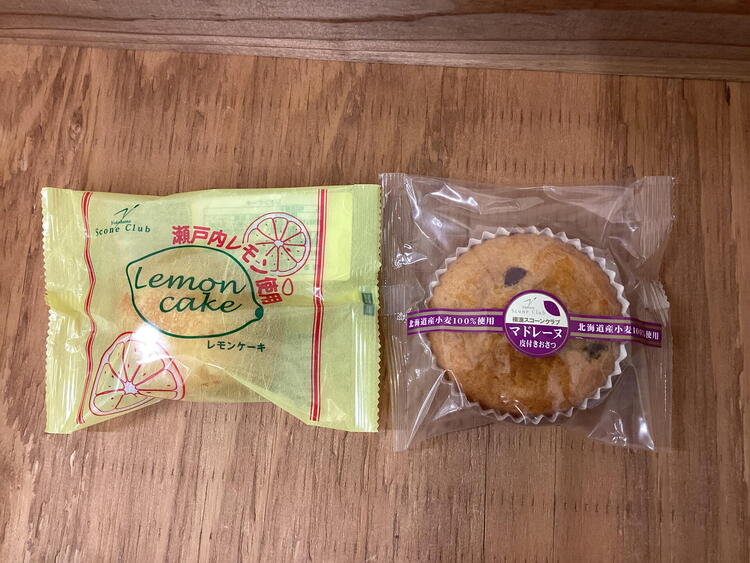 Yokohama
Scone Club
瀬戸内レモン使用
Lemon
cake
レモンケーキ
Scone Club
横濱スコーンクラブ
北海道産小麦100%使用
マドレーヌ
北海道産小麦100%使用
皮付きおさつ